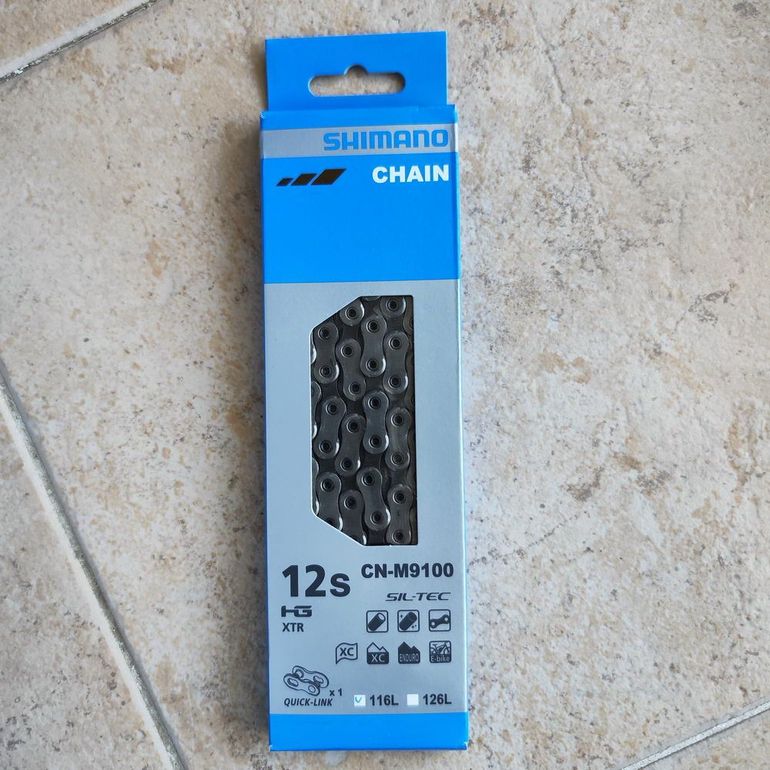 SHIMANO
CHAIN
12s CN-M9100
HG SIL-TEC
XTR
XC XC ENDURO E-bike
x 1
QUICK-LINK 116L 126L